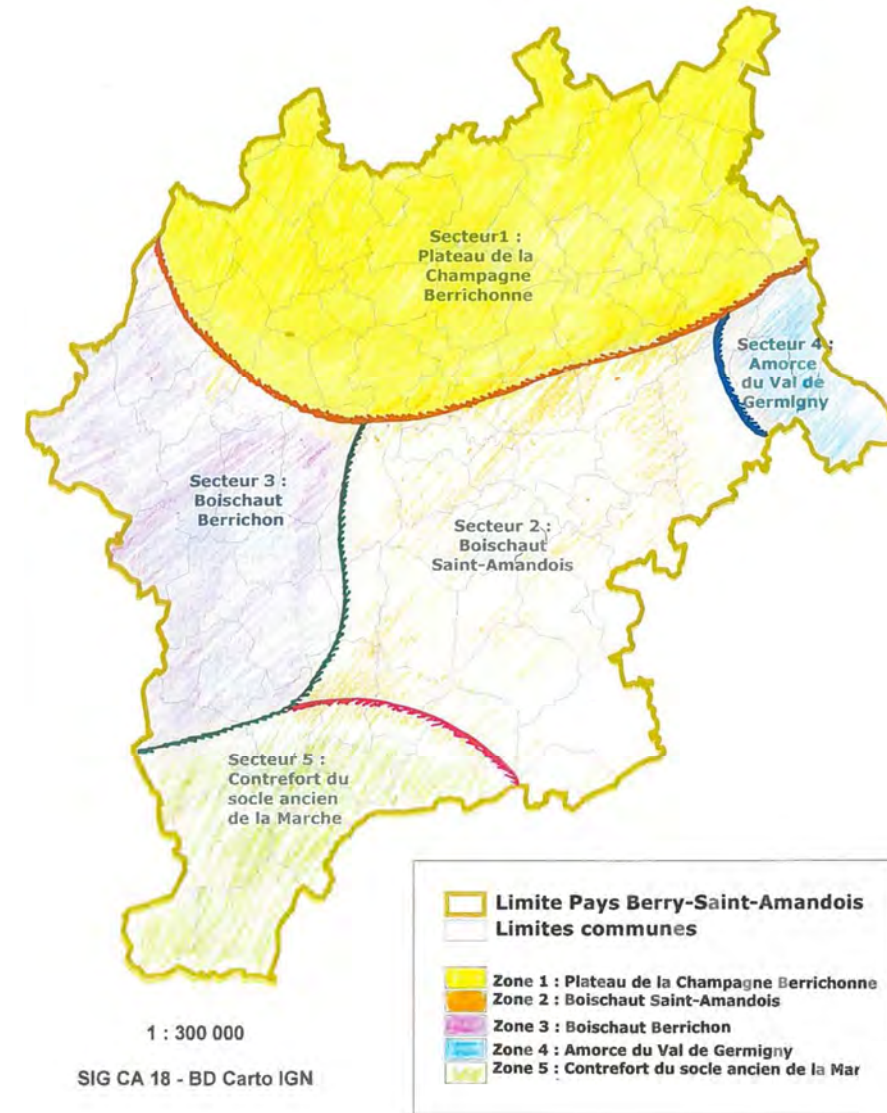 Secteur1 :
Plateau de la
Champagne
Berrichonne
Secteur 4 :
Amorce
du Val de
Germigny
Secteur 3 :
Boischaut
Berrichon
Secteur 2 :
Boischaut
Saint-Amandois
Secteur 5 :
Contrefort du
socle ancien
de la Marche
Limite Pays Berry-Saint-Amandois
Limites communes
Zone 1 : Plateau de la Champagne Berrichonne
Zone 2 : Boischaut Saint-Amandois
Zone 3 : Boischaut Berrichon
Zone 4 : Amorce du Val de Germigny
Zone 5 : Contrefort du socle ancien de la Mar
1 : 300 000
SIG CA 18 - BD Carto IGN